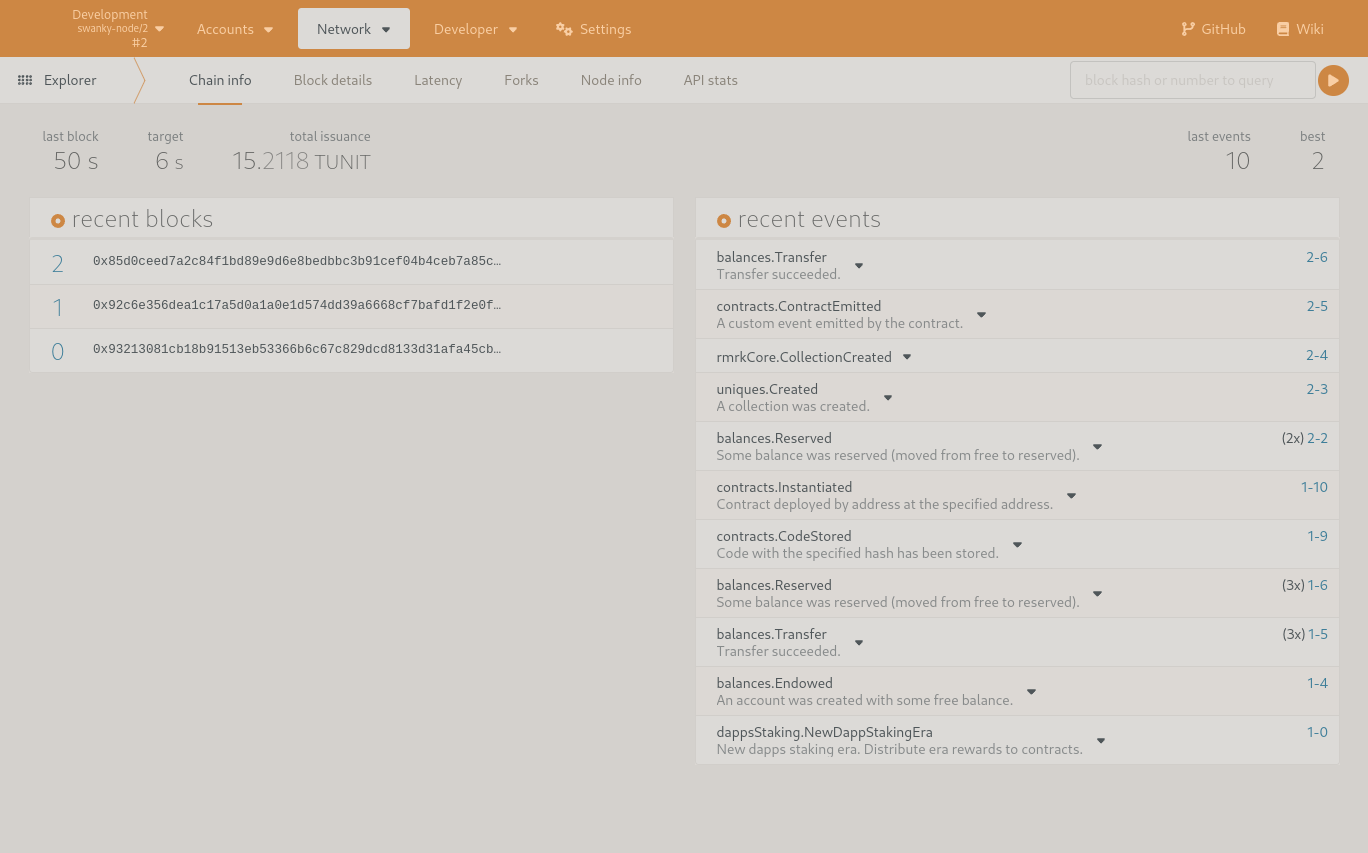 Development
swanky-node/2
#2
Accounts
Network
Developer
Settings
GitHub
Wiki
Explorer
Chain info
Block details
Latency
Forks
Node info
API stats
block hash or number to query
last block
50 s
target
6 s
total issuance
15.2118 TUNIT
last events
10
best
2
recent blocks
2 0x85d0ceed7a2c84f1bd89e9d6e8bedbbc3b91cef04b4ceb7a85c…
1 0x92c6e356dea1c17a5d0a1a0e1d574dd39a6668cf7bafd1f2e0f…
0 0x93213081cb18b91513eb53366b6c67c829dcd8133d31afa45cb…
recent events
balances.Transfer 2-6
Transfer succeeded.
contracts.ContractEmitted 2-5
A custom event emitted by the contract.
rmrkCore.CollectionCreated 2-4
uniques.Created 2-3
A collection was created.
balances.Reserved (2x) 2-2
Some balance was reserved (moved from free to reserved).
contracts.Instantiated 1-10
Contract deployed by address at the specified address.
contracts.CodeStored 1-9
Code with the specified hash has been stored.
balances.Reserved (3x) 1-6
Some balance was reserved (moved from free to reserved).
balances.Transfer (3x) 1-5
Transfer succeeded.
balances.Endowed 1-4
An account was created with some free balance.
dappsStaking.NewDappStakingEra 1-0
New dapps staking era. Distribute era rewards to contracts.